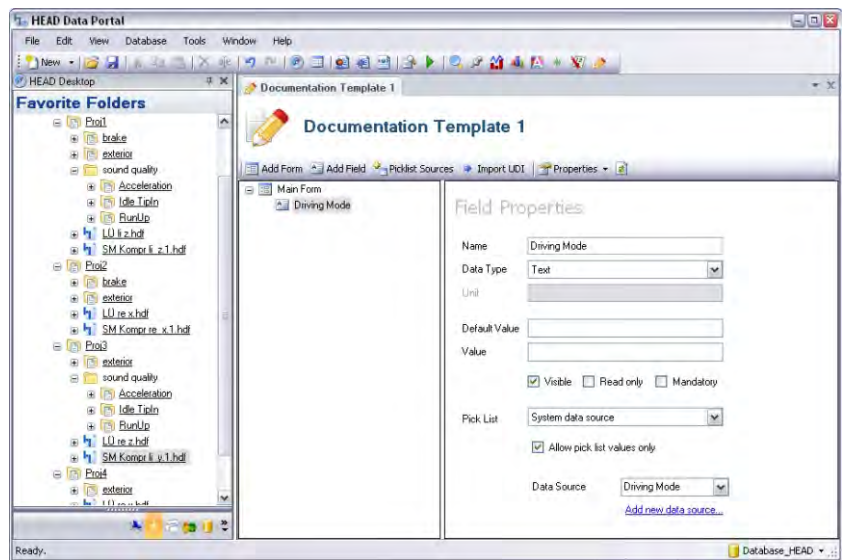 HEAD Data Portal
File Edit View Database Tools Window Help
New
HEAD Desktop
Favorite Folders
Proj1
brake
exterior
sound quality
Acceleration
Idle TipIn
RunUp
LÜ li z.hdf
SM Kompr li z.1.hdf
Proj2
brake
exterior
LÜ re x.hdf
SM Kompr re x.1.hdf
Proj3
exterior
sound quality
Acceleration
Idle TipIn
RunUp
LÜ re z.hdf
SM Kompr li y.1.hdf
Proj4
exterior
Documentation Template 1
Documentation Template 1
Add Form Add Field Picklist Sources Import UDI Properties
Main Form
Driving Mode
Field Properties
Name Driving Mode
Data Type Text
Unit
Default Value
Value
Visible Read only Mandatory
Pick List System data source
Allow pick list values only
Data Source Driving Mode
Add new data source...
Ready. Database_HEAD